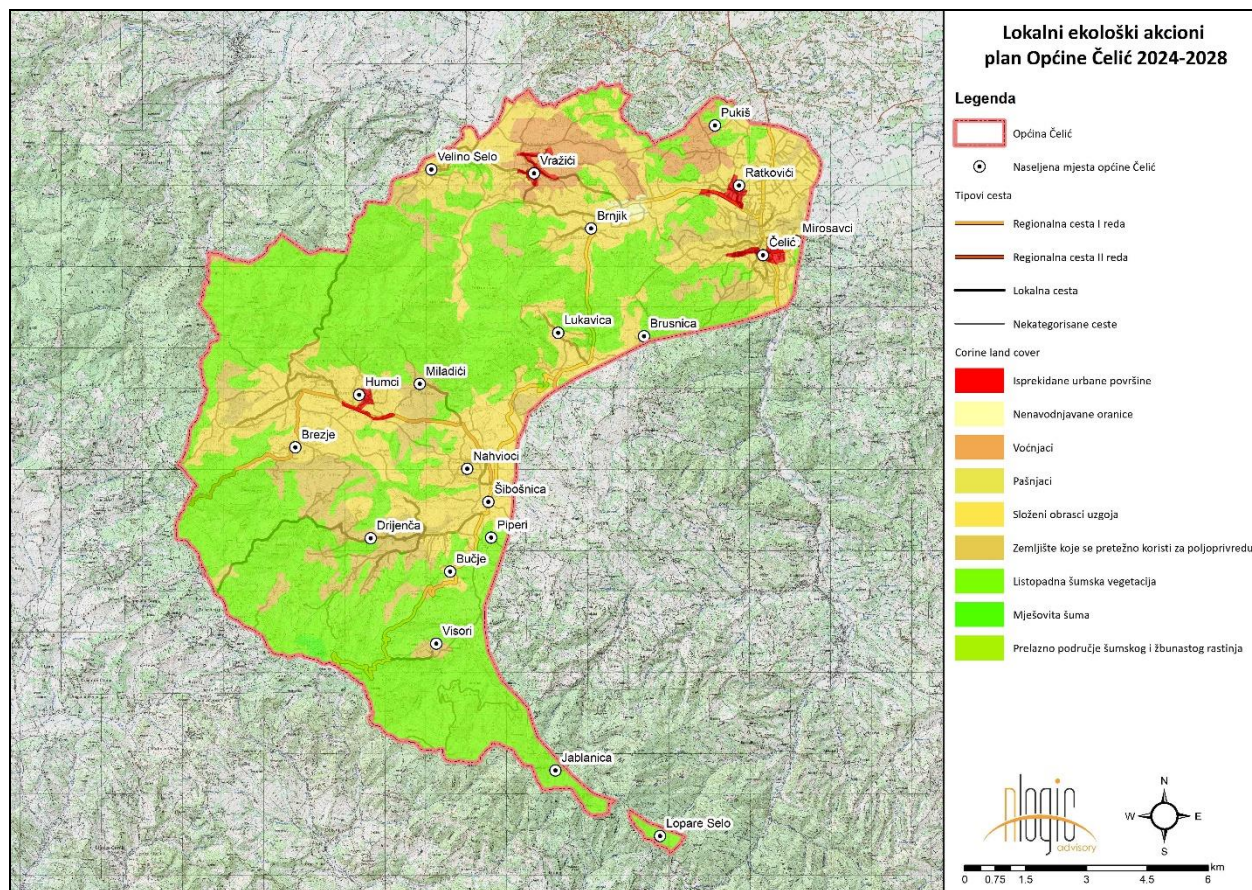 Lokalni ekološki akcioni
plan Općine Čelić 2024-2028
Legenda
Općina Čelić
Naseljena mjesta općine Čelić
Tipovi cesta
Regionalna cesta I reda
Regionalna cesta II reda
Lokalna cesta
Nekategorisane ceste
Corine land cover
Isprekidane urbane površine
Nenavodnjavane oranice
Voćnjaci
Pašnjaci
Složeni obrasci uzgoja
Zemljište koje se pretežno koristi za poljoprivredu
Listopadna šumska vegetacija
Mješovita šuma
Prelazno područje šumskog i žbunastog rastinja
Pukiš
Velino Selo
Vražići
Ratkovići
Brnjik
Mirosavci
Čelić
Lukavica
Brusnica
Miladići
Humci
Brezje
Nahvioci
Šibošnica
Drijenča
Piperi
Bučje
Visori
Jablanica
Lopare Selo
nlogic
advisory
N
W E
S
km
0 0.75 1.5 3 4.5 6